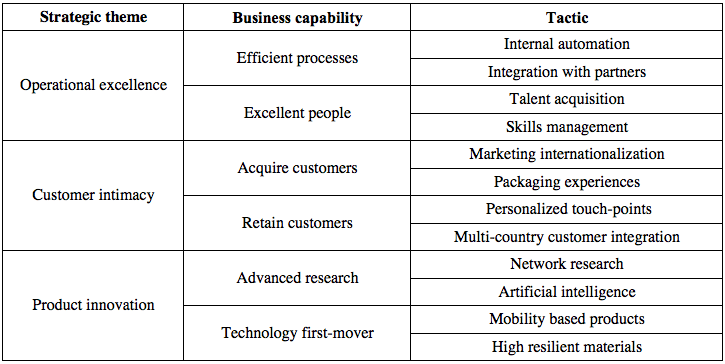 Strategic theme Business capability Tactic
Operational excellence
Efficient processes
Internal automation
Integration with partners
Excellent people
Talent acquisition
Skills management
Customer intimacy
Acquire customers
Marketing internationalization
Packaging experiences
Retain customers
Personalized touch-points
Multi-country customer integration
Product innovation
Advanced research
Network research
Artificial intelligence
Technology first-mover
Mobility based products
High resilient materials